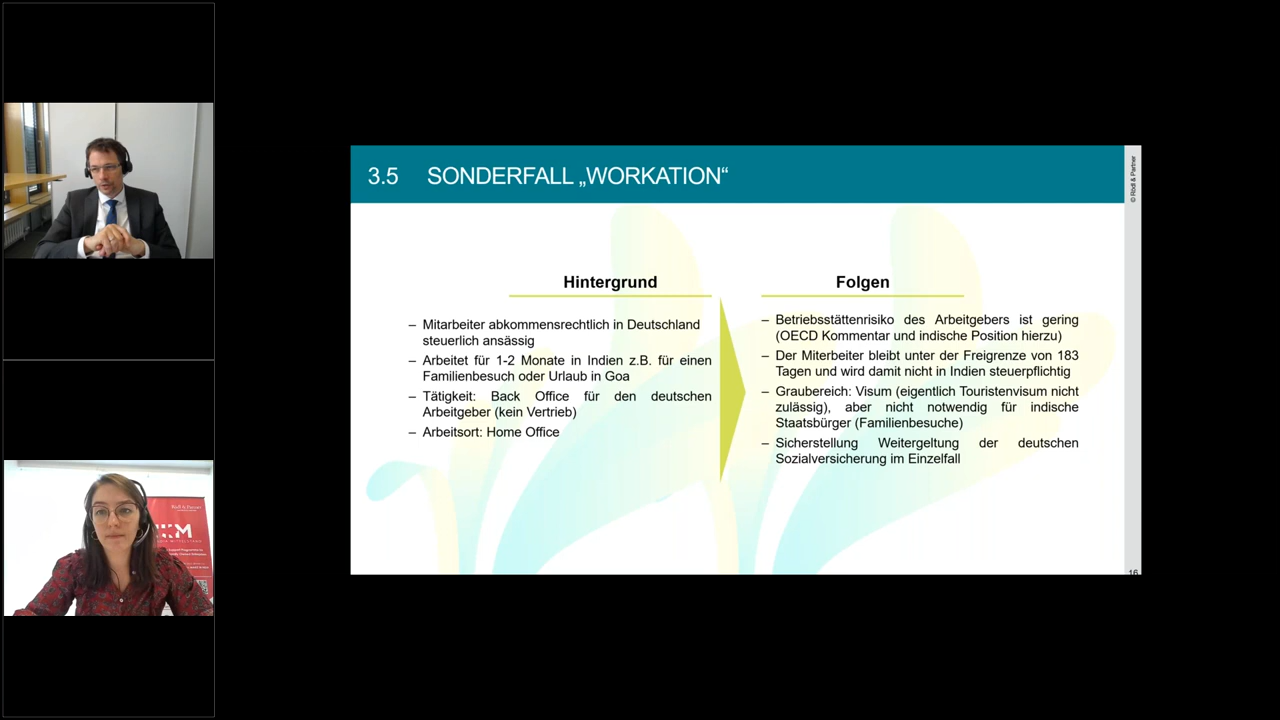 3.5 SONDERFALL „WORKATION“
© Rödl & Partner
Hintergrund
– Mitarbeiter abkommensrechtlich in Deutschland
steuerlich ansässig
– Arbeitet für 1-2 Monate in Indien z.B. für einen
Familienbesuch oder Urlaub in Goa
– Tätigkeit: Back Office für den deutschen
Arbeitgeber (kein Vertrieb)
– Arbeitsort: Home Office
Folgen
– Betriebsstättenrisiko des Arbeitgebers ist gering
(OECD Kommentar und indische Position hierzu)
– Der Miterbeiter bleibt unter der Freigrenze von 183
Tagen und wird damit nicht in Indien steuerpflichtig
– Graubereich: Visum (eigentlich Touristenvisum nicht
zulässig), aber nicht notwendig für indische
Staatsbürger (Familienbesuche)
– Sicherstellung Weitergeltung der deutschen
Sozialversicherung im Einzelfall
16
Rödl & Partner